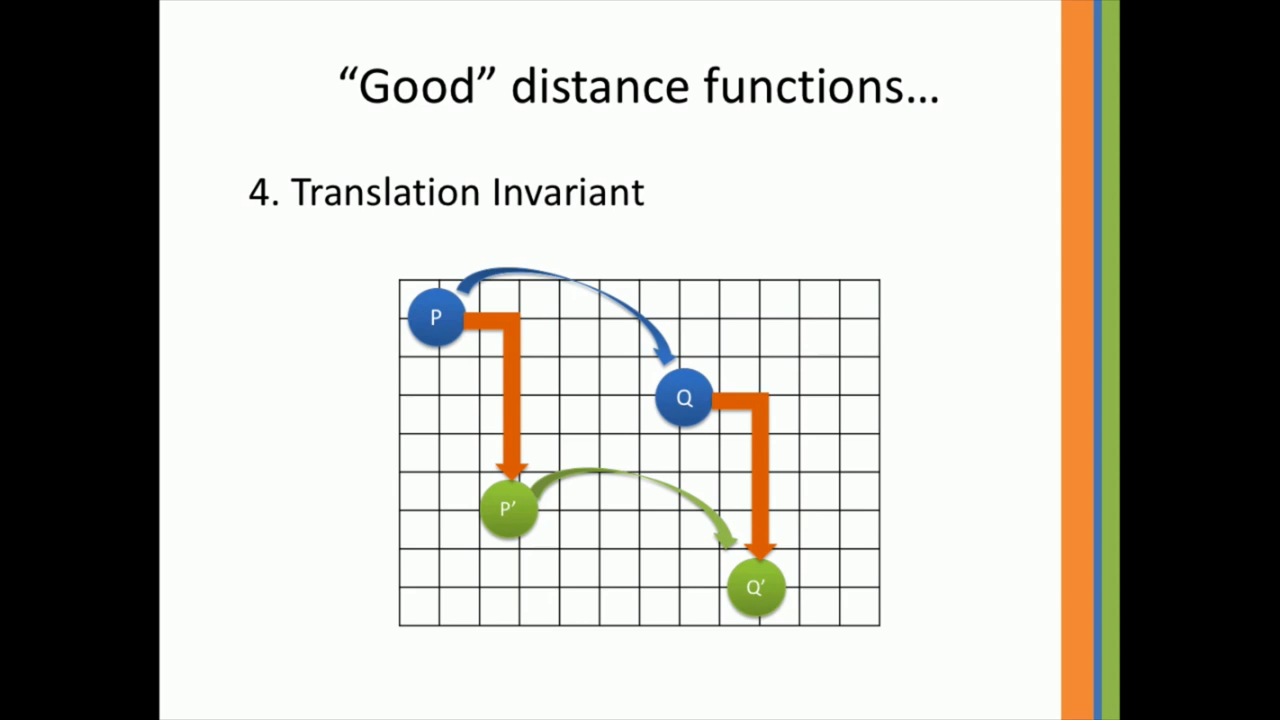 “Good” distance functions…
4. Translation Invariant
P
Q
P’
Q’